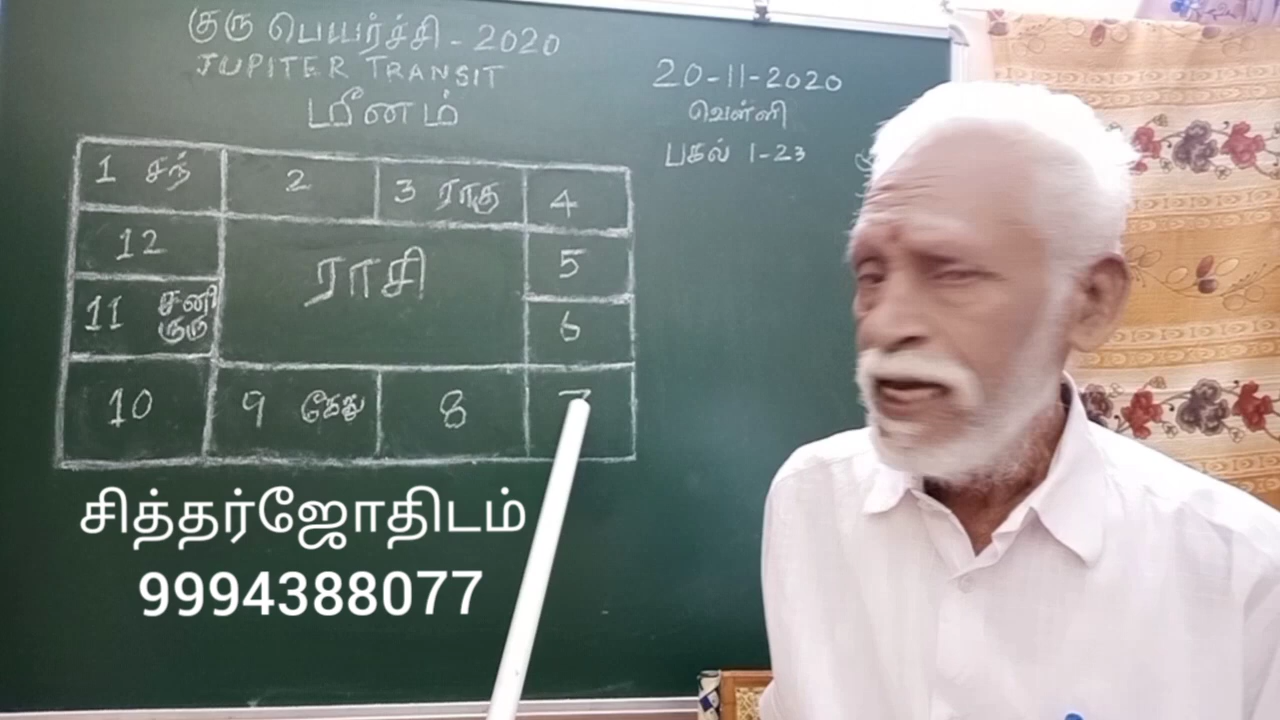 குரு பெயர்ச்சி - 2020
JUPITER TRANSIT
மீனம்
20-11-2020
வெள்ளி
பகல் 1-23
1 சந்
2
3 ராகு
4
12
ராசி
5
11 சனி
குரு
6
10
9 கேது
8
7
சித்தர்ஜோதிடம்
9994388077